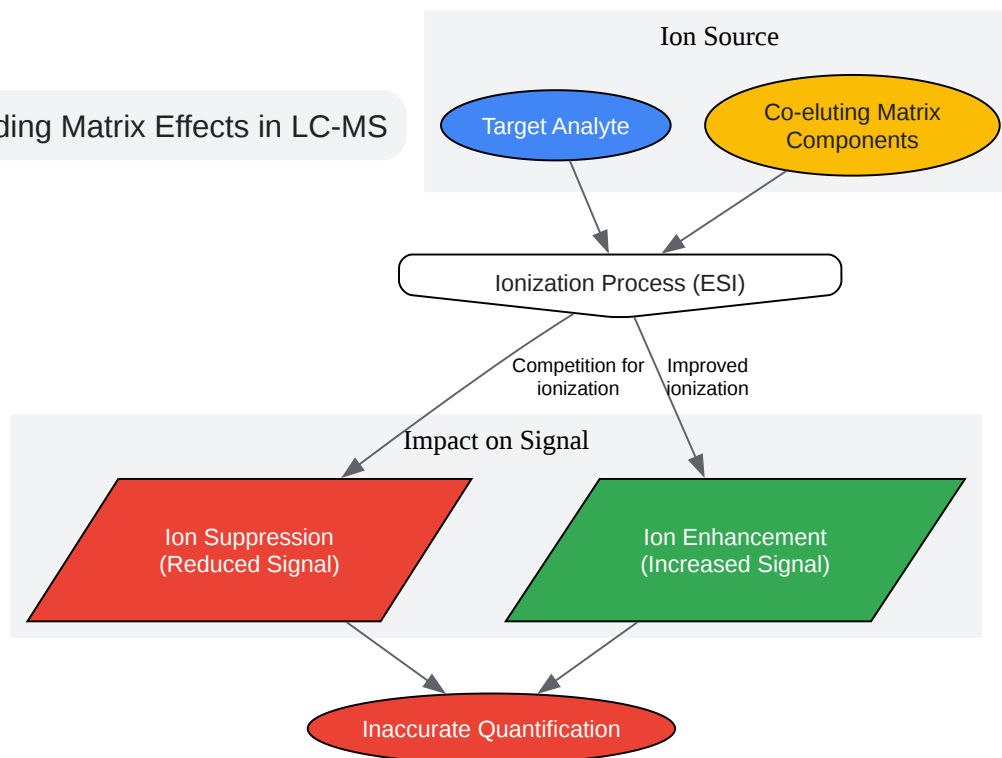 Ion Source
Matrix Effects in LC-MS
Target Analyte
Co-eluting Matrix
Components
Ionization Process (ESI)
Competition for
ionization
Improved
ionization
Impact on Signal
Ion Suppression
(Reduced Signal)
Ion Enhancement
(Increased Signal)
Inaccurate Quantification